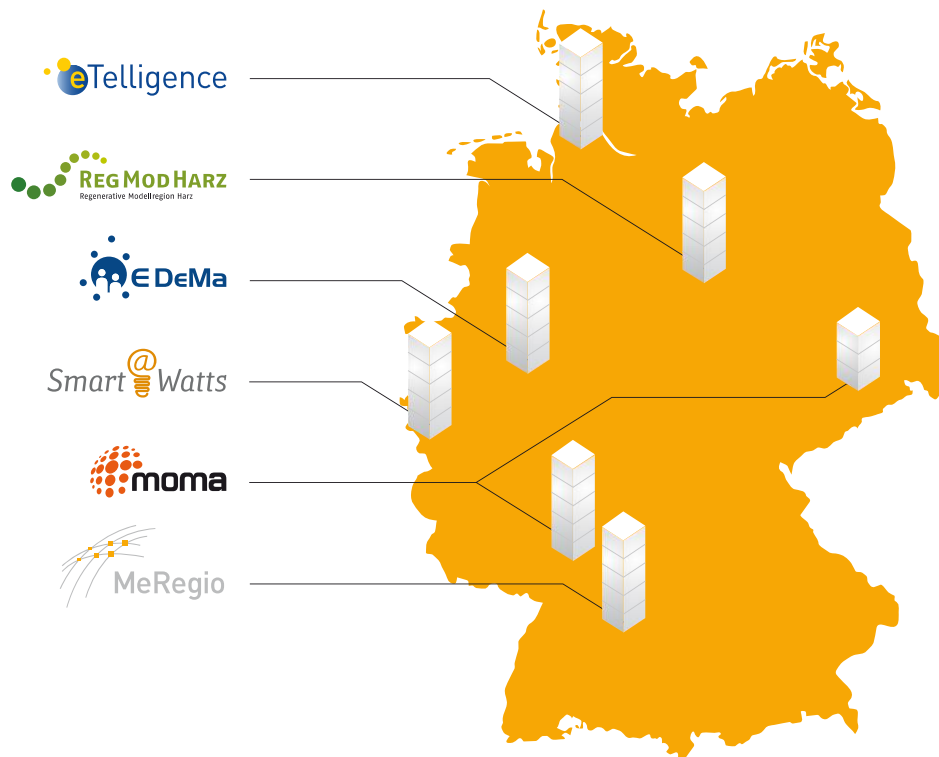 eTelligence
REGMODHARZ
Regenerative Modellregion Harz
E DeMa
Smart@Watts
moma
MeRegio